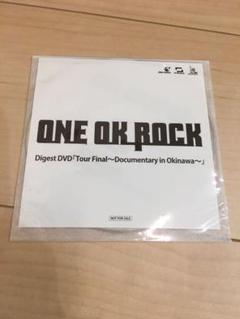 ONE OK ROCK
Digest DVD「Tour Final～Documentary in Okinawa～」
NOT FOR SALE